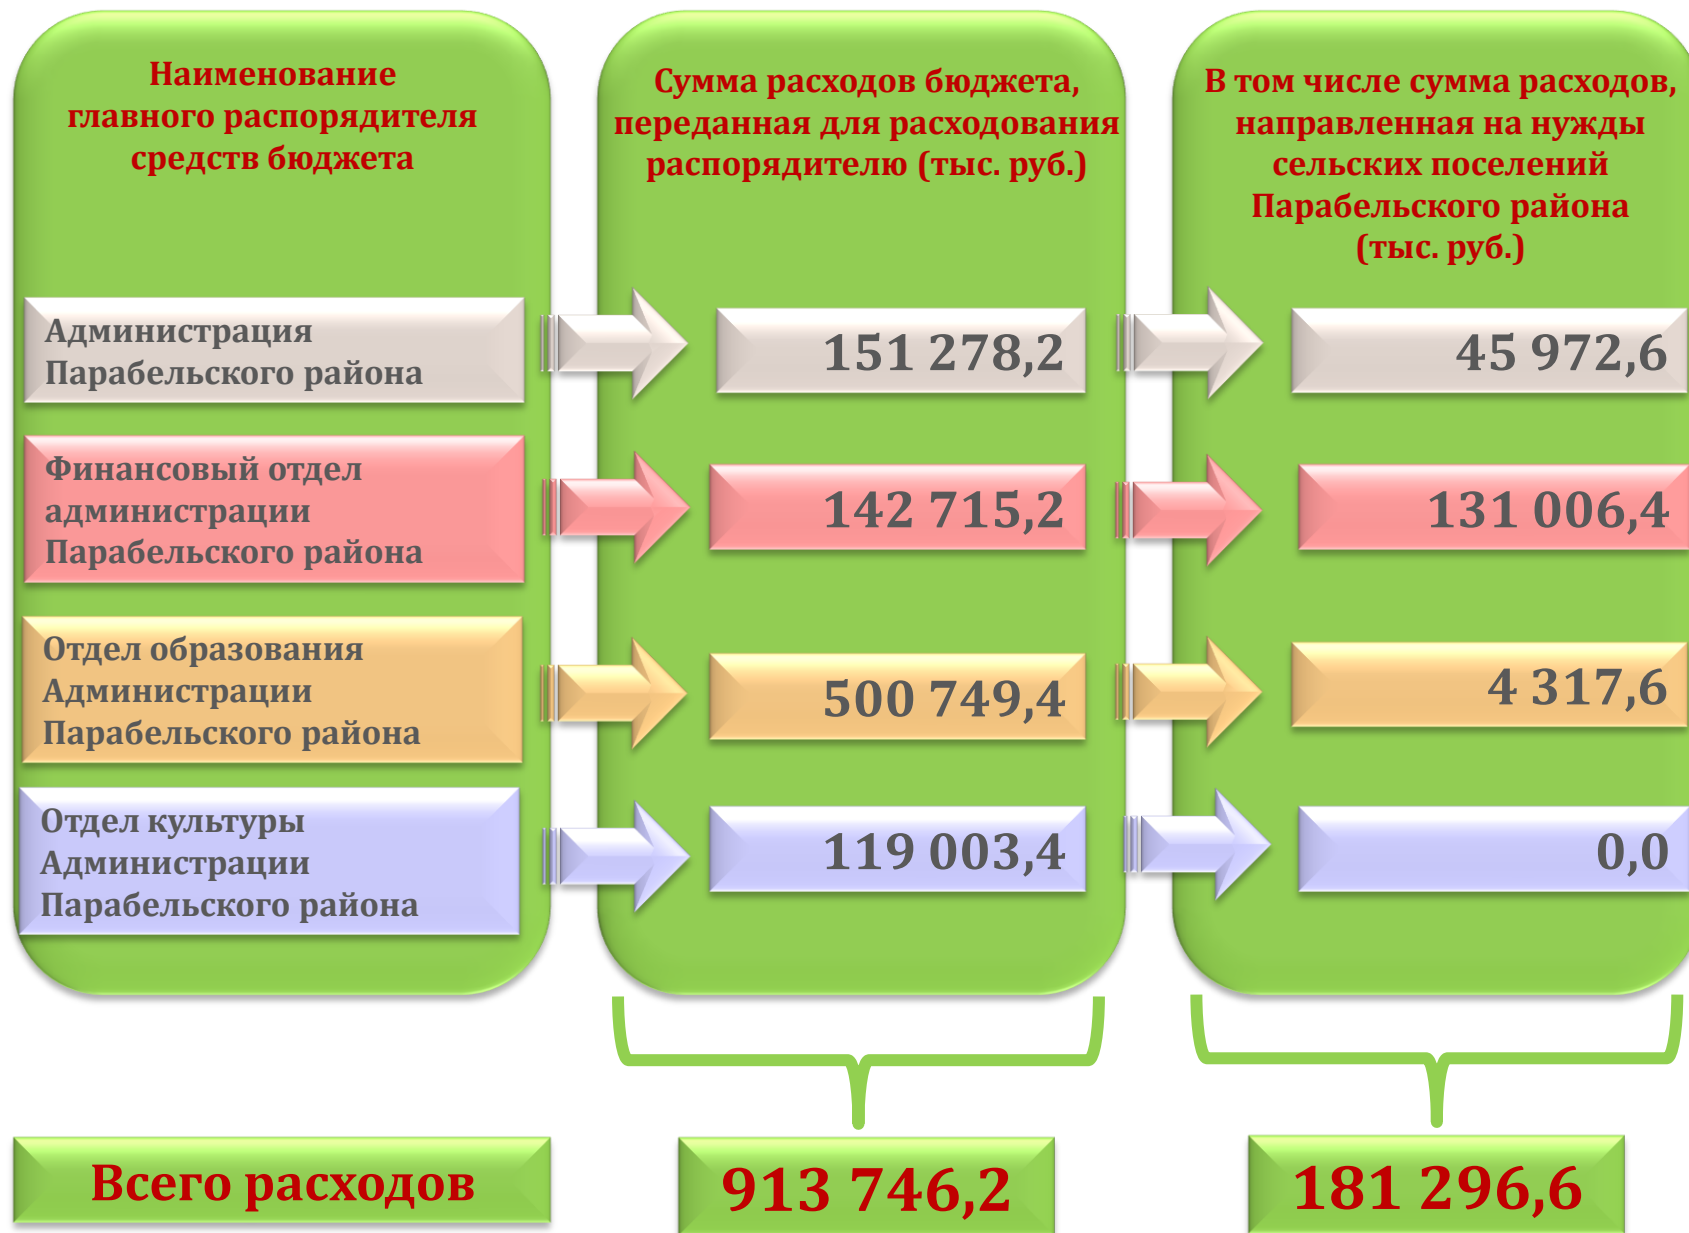 Наименование
главного распорядителя
средств бюджета
Сумма расходов бюджета,
переданная для расходования
распорядителю (тыс. руб.)
В том числе сумма расходов,
направленная на нужды
сельских поселений
Парабельского района
(тыс. руб.)
Администрация
Парабельского района
151 278,2
45 972,6
Финансовый отдел
администрации
Парабельского района
142 715,2
131 006,4
Отдел образования
Администрации
Парабельского района
500 749,4
4 317,6
Отдел культуры
Администрации
Парабельского района
119 003,4
0,0
Всего расходов
913 746,2
181 296,6